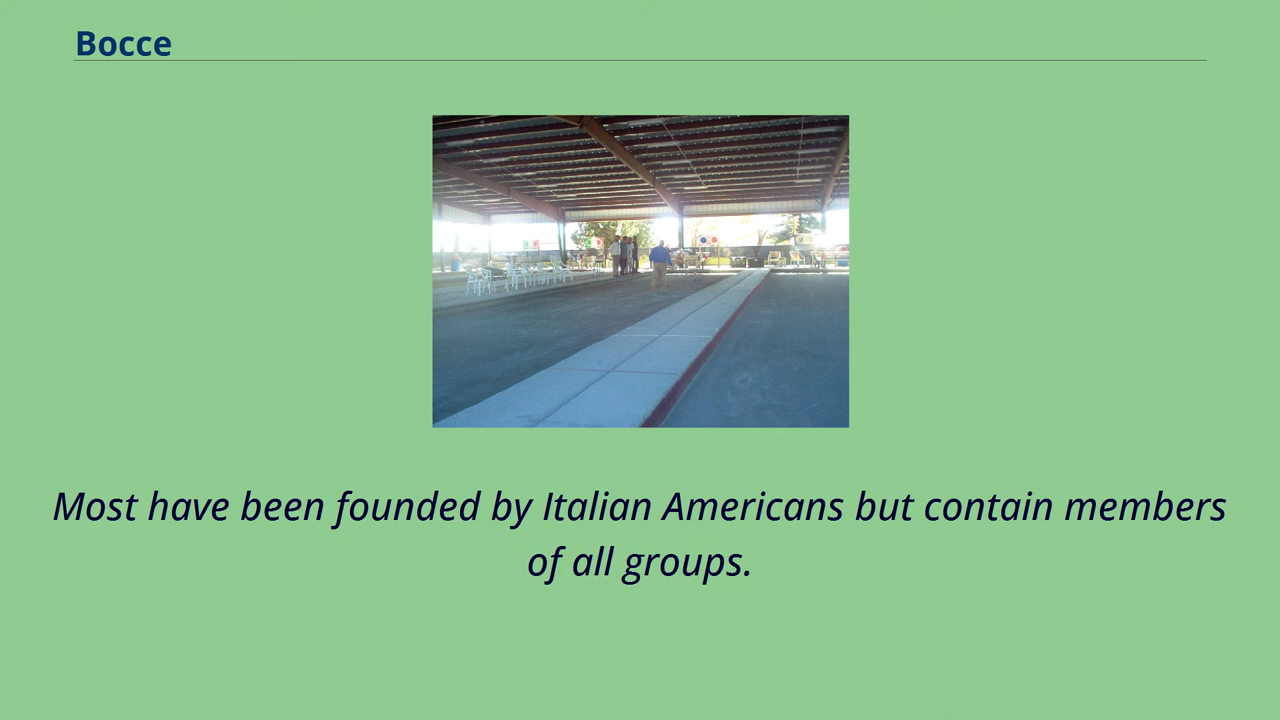 Bocce
Most have been founded by Italian Americans but contain members
of all groups.